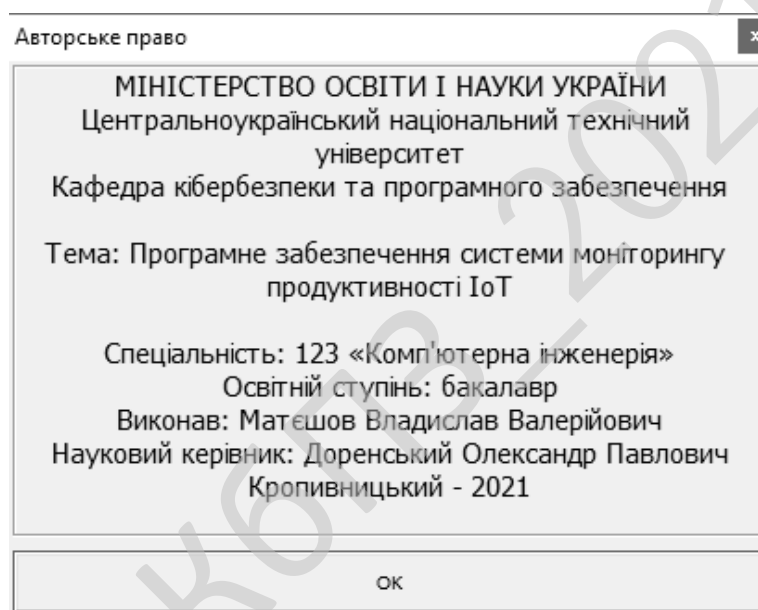 Авторське право
x
МІНІСТЕРСТВО ОСВІТИ І НАУКИ УКРАЇНИ
Центральноукраїнський національний технічний
університет
Кафедра кібербезпеки та програмного забезпечення
Тема: Програмне забезпечення системи моніторингу
продуктивності IoT
Спеціальність: 123 «Комп'ютерна інженерія»
Освітній ступінь: бакалавр
Виконав: Матєшов Владислав Валерійович
Науковий керівник: Доренський Олександр Павлович
Кропивницький - 2021
ОК